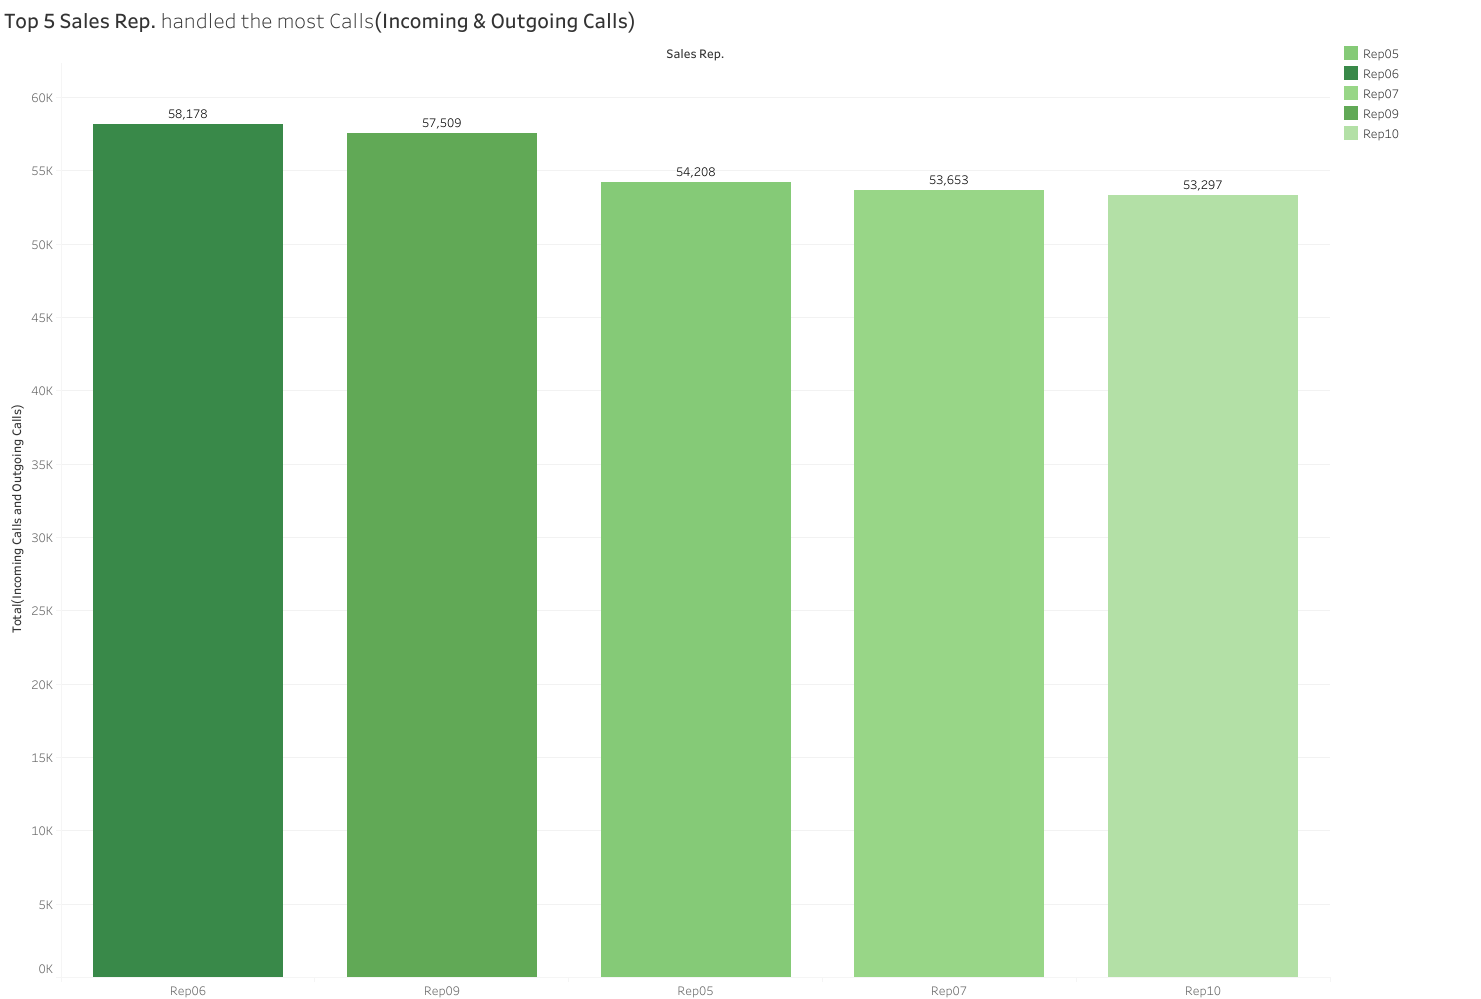 Top 5 Sales Rep. handled the most Calls(Incoming & Outgoing Calls)
Sales Rep.
Rep05
Rep06
Rep07
Rep09
Rep10
Total(Incoming Calls and Outgoing Calls)
60K
55K
50K
45K
40K
35K
30K
25K
20K
15K
10K
5K
0K
58,178
57,509
54,208
53,653
53,297
Rep06
Rep09
Rep05
Rep07
Rep10